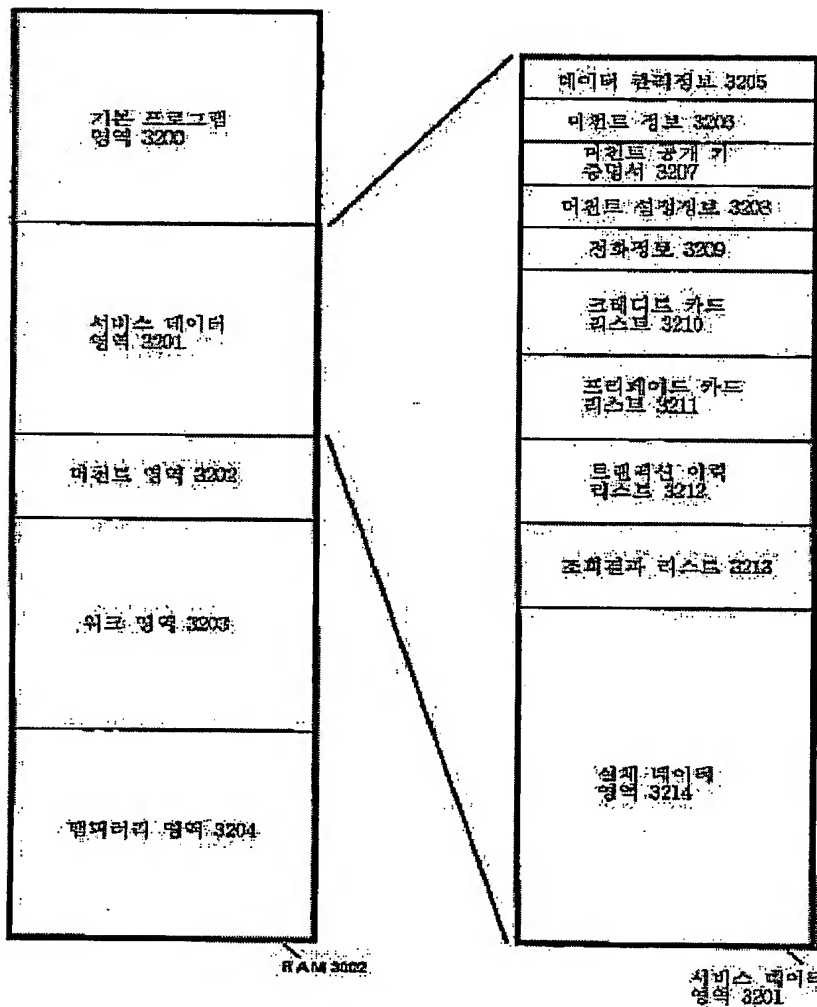 기본 프로그램
영역 3200
서비스 데이터
영역 3201
머천트 영역 3202
워크 영역 3203
템퍼러리 영역 3204
RAM 3002
데이터 관리정보 3205
머천트 정보 3206
머천트 공개 키
증명서 3207
머천트 설정정보 3208
전화정보 3209
크레디트 카드
리스트 3210
프리페이드 카드
리스트 3211
트랜잭션 이력
리스트 3212
조회결과 리스트 3213
실제 데이터
영역 3214
서비스 데이터
영역 3201